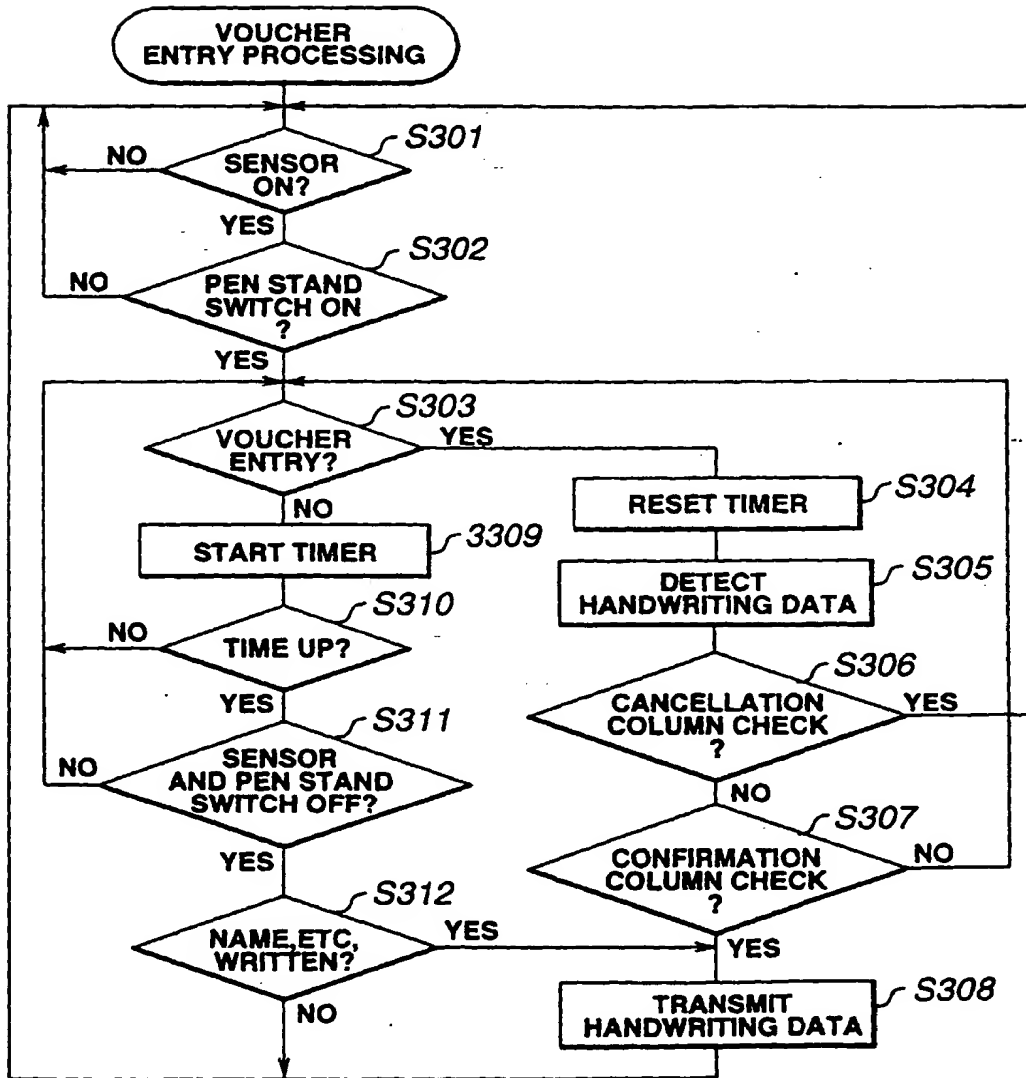 VOUCHER
ENTRY PROCESSING
S301
NO
SENSOR
ON?
YES
S302
NO
PEN STAND
SWITCH ON
?
YES
S303
VOUCHER
ENTRY?
YES
NO
S304
RESET TIMER
START TIMER
3309
S305
DETECT
HANDWRITING DATA
S310
NO
TIME UP?
YES
S306
CANCELLATION
COLUMN CHECK
?
YES
NO
S311
SENSOR
AND PEN STAND
SWITCH OFF?
NO
YES
S307
CONFIRMATION
COLUMN CHECK
?
NO
YES
S312
NAME,ETC,
WRITTEN?
YES
NO
S308
TRANSMIT
HANDWRITING DATA